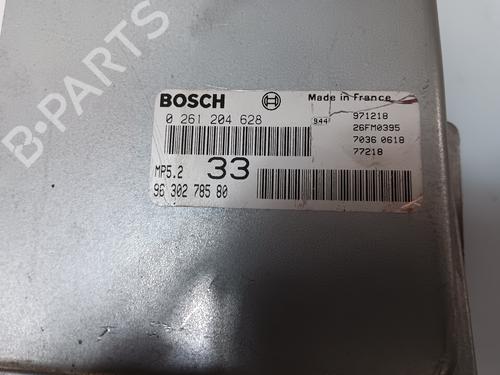 BOSCH
Made in France
0 261 204 628
944
971218
26FM0395
7036 0618
77218
MP5.2
33
96 302 785 80
B-PARTS